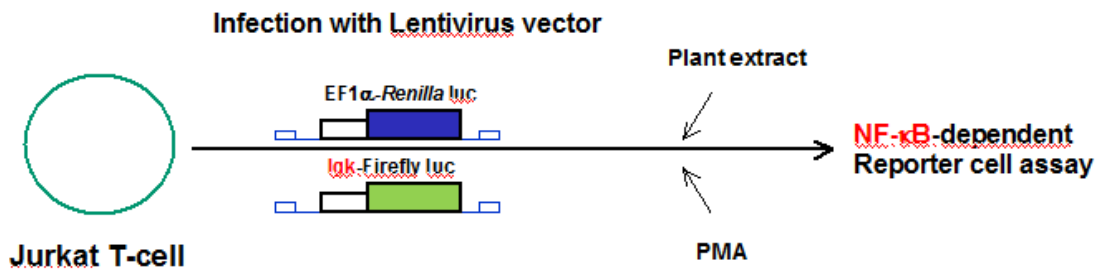 Infection with Lentivirus vector
Plant extract
EF1α-Renilla luc
NF-κB-dependent
Reporter cell assay
Igk-Firefly luc
PMA
Jurkat T-cell